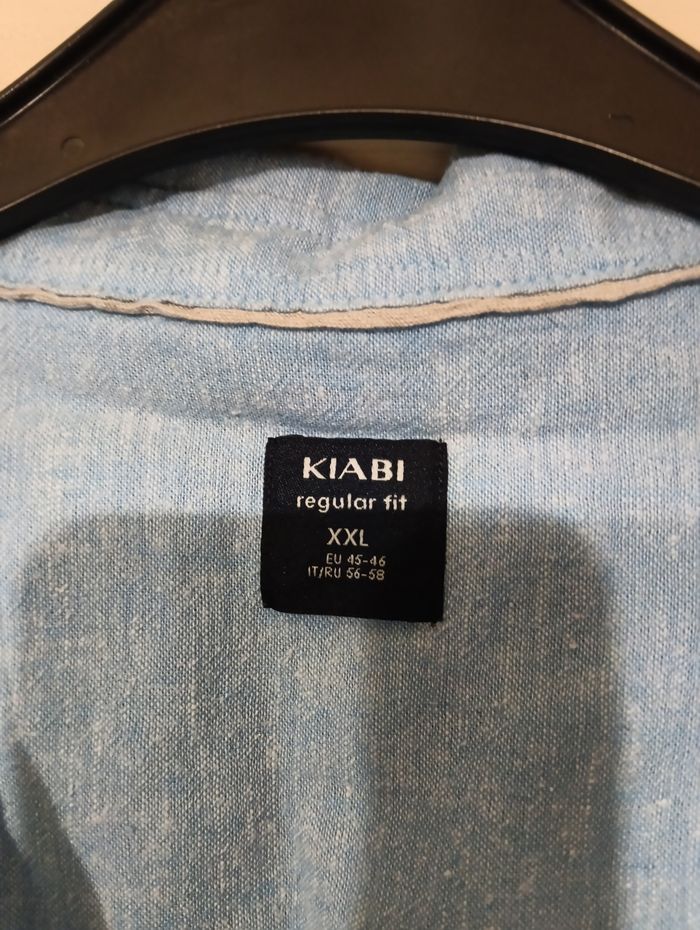 KIABI
regular fit
XXL
EU 45-46
IT/RU 56-58